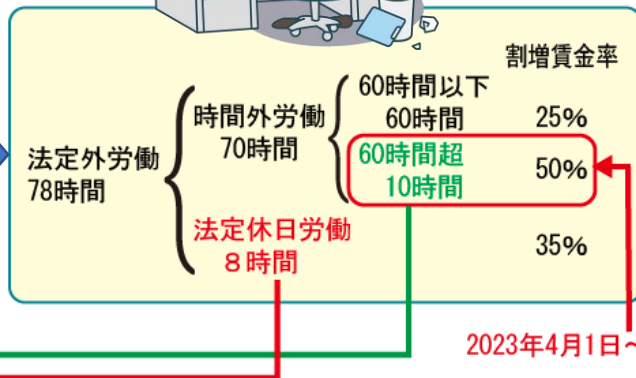 割増賃金率
60時間以下
60時間
25%
時間外労働
70時間
60時間超
10時間
50%
法定外労働
78時間
法定休日労働
８時間
35%
2023年4月1日~